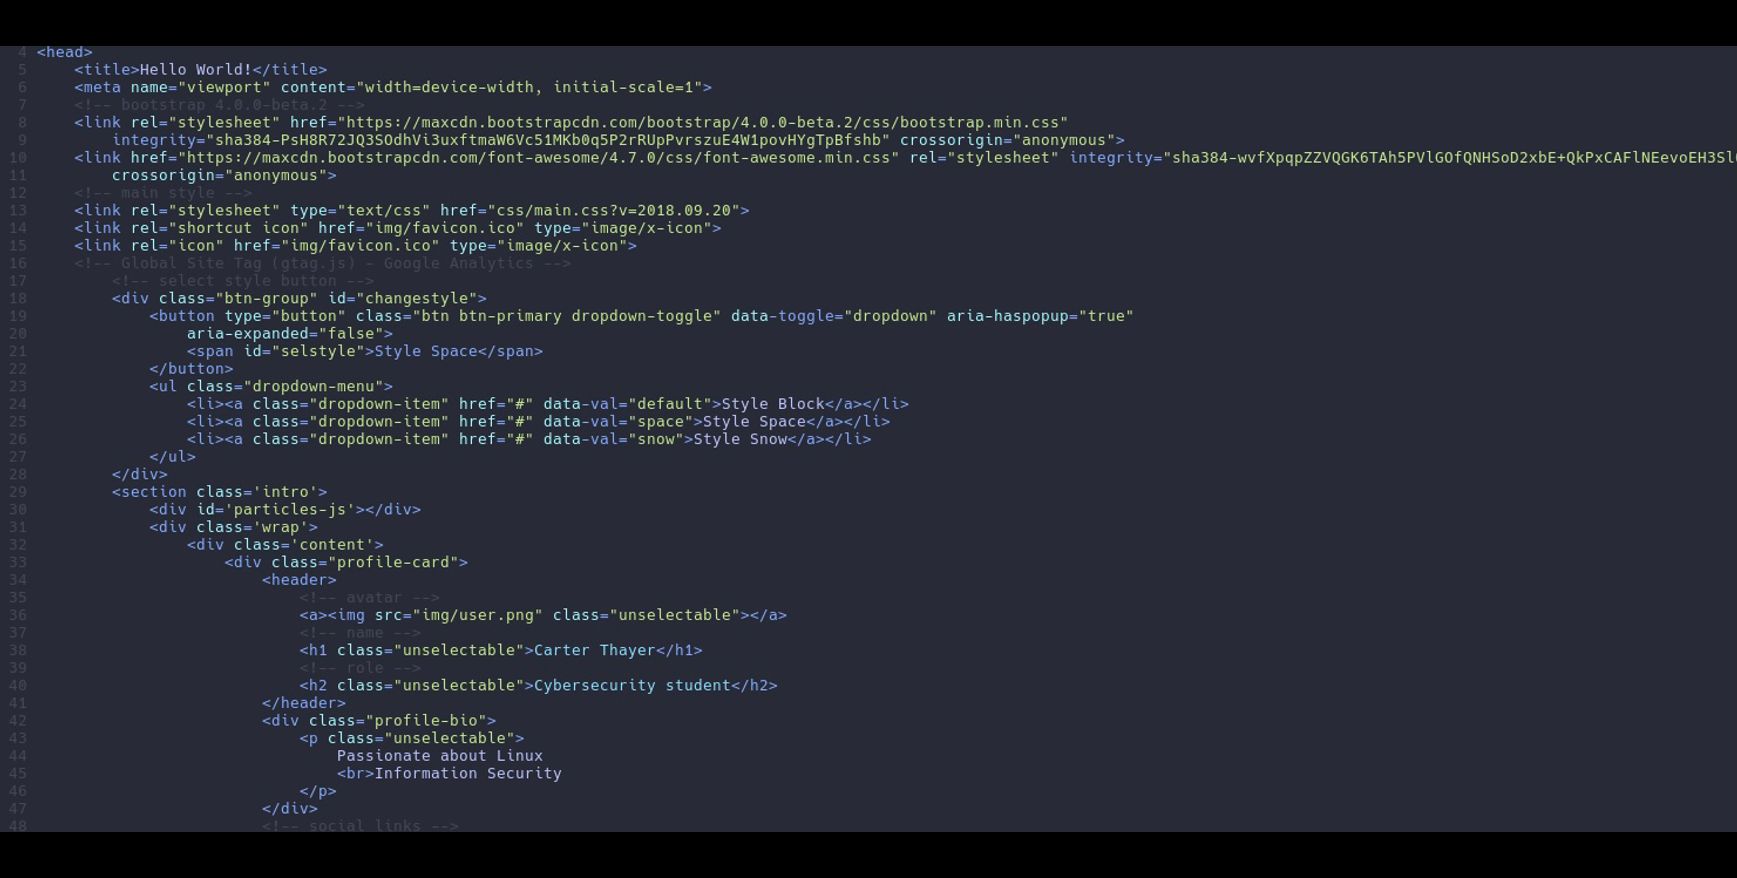 4 <head>
5     <title>Hello World!</title>
6     <meta name="viewport" content="width=device-width, initial-scale=1">
7     <!-- bootstrap 4.0.0-beta.2 -->
8     <link rel="stylesheet" href="https://maxcdn.bootstrapcdn.com/bootstrap/4.0.0-beta.2/css/bootstrap.min.css"
9         integrity="sha384-PsH8R72JQ3SOdhVi3uxftmaW6Vc51MKb0q5P2rRUpPvrszuE4W1povHYgTpBfshb" crossorigin="anonymous">
10     <link href="https://maxcdn.bootstrapcdn.com/font-awesome/4.7.0/css/font-awesome.min.css" rel="stylesheet" integrity="sha384-wvfXpqpZZVQGK6TAh5PVlGOfQNHSoD2xbE+QkPxCAFlNEevoEH3Sl
11         crossorigin="anonymous">
12     <!-- main style -->
13     <link rel="stylesheet" type="text/css" href="css/main.css?v=2018.09.20">
14     <link rel="shortcut icon" href="img/favicon.ico" type="image/x-icon">
15     <link rel="icon" href="img/favicon.ico" type="image/x-icon">
16     <!-- Global Site Tag (gtag.js) - Google Analytics -->
17         <!-- select style button -->
18         <div class="btn-group" id="changestyle">
19             <button type="button" class="btn btn-primary dropdown-toggle" data-toggle="dropdown" aria-haspopup="true"
20                 aria-expanded="false">
21                 <span id="selstyle">Style Space</span>
22             </button>
23             <ul class="dropdown-menu">
24                 <li><a class="dropdown-item" href="#" data-val="default">Style Block</a></li>
25                 <li><a class="dropdown-item" href="#" data-val="space">Style Space</a></li>
26                 <li><a class="dropdown-item" href="#" data-val="snow">Style Snow</a></li>
27             </ul>
28         </div>
29         <section class='intro'>
30             <div id='particles-js'></div>
31             <div class='wrap'>
32                 <div class='content'>
33                     <div class="profile-card">
34                         <header>
35                             <!-- avatar -->
36                             <a><img src="img/user.png" class="unselectable"></a>
37                             <!-- name -->
38                             <h1 class="unselectable">Carter Thayer</h1>
39                             <!-- role -->
40                             <h2 class="unselectable">Cybersecurity student</h2>
41                         </header>
42                         <div class="profile-bio">
43                             <p class="unselectable">
44                                 Passionate about Linux
45                                 <br>Information Security
46                             </p>
47                         </div>
48                         <!-- social links -->